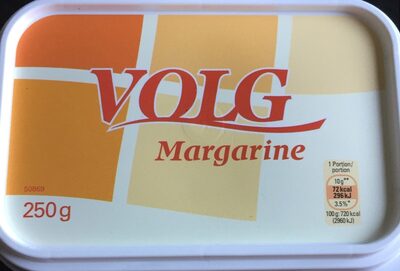 VOLG
Margarine
50869
250g
1 Portion/
portion
10g**
72 kcal
296 kJ
3.5%*
100g: 720 kcal
(2960 kJ)